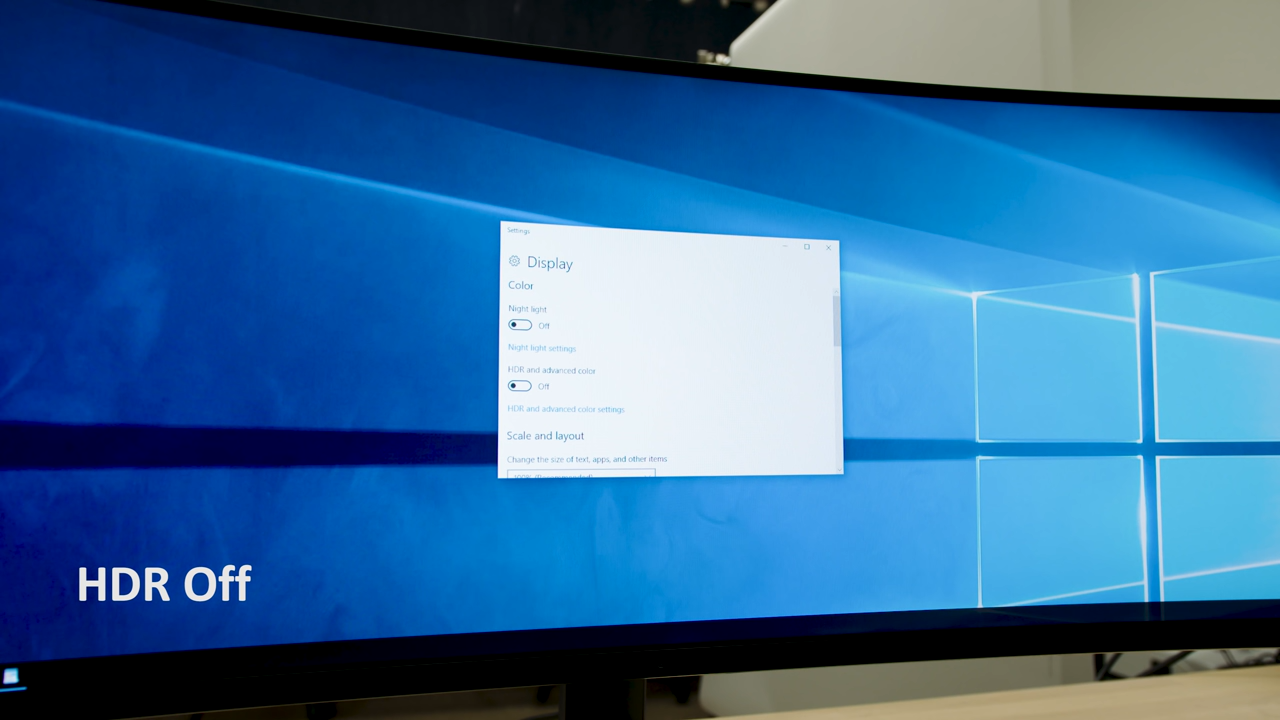 Settings
Display
Color
Night light
Off
Night light settings
HDR and advanced color
Off
HDR and advanced color settings
Scale and layout
Change the size of text, apps, and other items
HDR Off